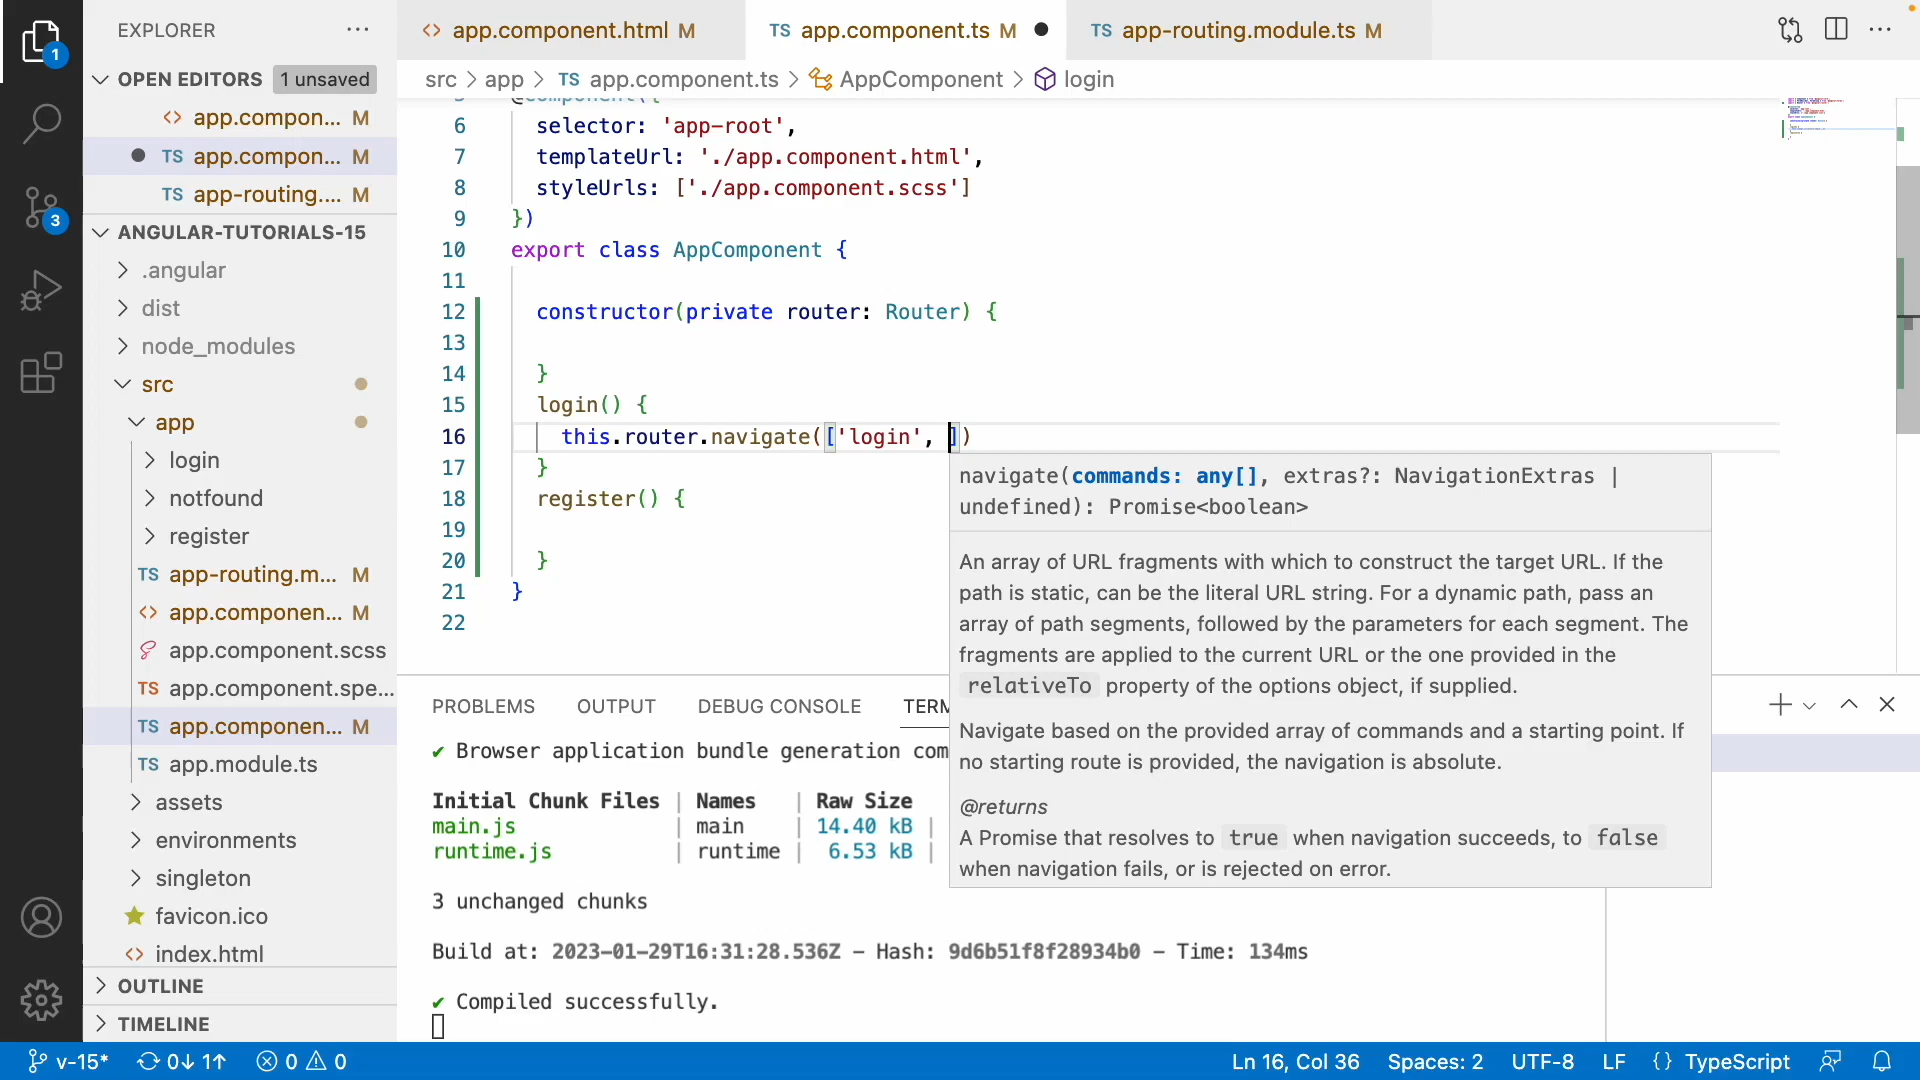 EXPLORER
OPEN EDITORS 1 unsaved
app.compon... M
TS app.compon... M
TS app-routing.... M
ANGULAR-TUTORIALS-15
.angular
dist
node_modules
src
app
login
notfound
register
TS app-routing.m... M
app.componen... M
app.component.scss
TS app.component.spe...
TS app.componen... M
TS app.module.ts
assets
environments
singleton
favicon.ico
index.html
OUTLINE
TIMELINE
1
3
<> app.component.html M
TS app.component.ts M
TS app-routing.module.ts M
src > app > TS app.component.ts > AppComponent > login
6 selector: 'app-root',
7 templateUrl: './app.component.html',
8 styleUrls: ['./app.component.scss']
9 })
10 export class AppComponent {
11
12 constructor(private router: Router) {
13
14 }
15 login() {
16 this.router.navigate(['login', ])
17 }
18 register() {
19
20 }
21 }
22
navigate(commands: any[], extras?: NavigationExtras |
undefined): Promise<boolean>
An array of URL fragments with which to construct the target URL. If the
path is static, can be the literal URL string. For a dynamic path, pass an
array of path segments, followed by the parameters for each segment. The
fragments are applied to the current URL or the one provided in the
relativeTo property of the options object, if supplied.
Navigate based on the provided array of commands and a starting point. If
no starting route is provided, the navigation is absolute.
@returns
A Promise that resolves to true when navigation succeeds, to false
when navigation fails, or is rejected on error.
PROBLEMS OUTPUT DEBUG CONSOLE TERM
✔ Browser application bundle generation com
Initial Chunk Files | Names | Raw Size
main.js | main | 14.40 kB |
runtime.js | runtime | 6.53 kB |
3 unchanged chunks
Build at: 2023-01-29T16:31:28.536Z - Hash: 9d6b51f8f28934b0 - Time: 134ms
✔ Compiled successfully.
v-15* 0↓ 1↑ 0 0 Ln 16, Col 36 Spaces: 2 UTF-8 LF {} TypeScript